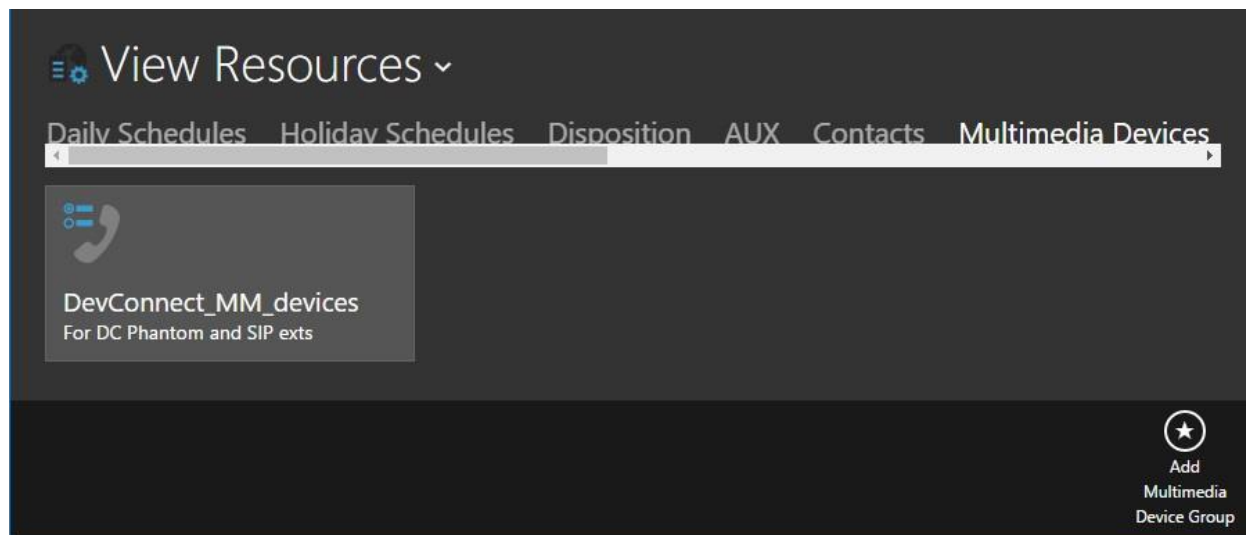 View Resources
Daily Schedules Holiday Schedules Disposition AUX Contacts Multimedia Devices
DevConnect_MM_devices
For DC Phantom and SIP exts
Add
Multimedia
Device Group